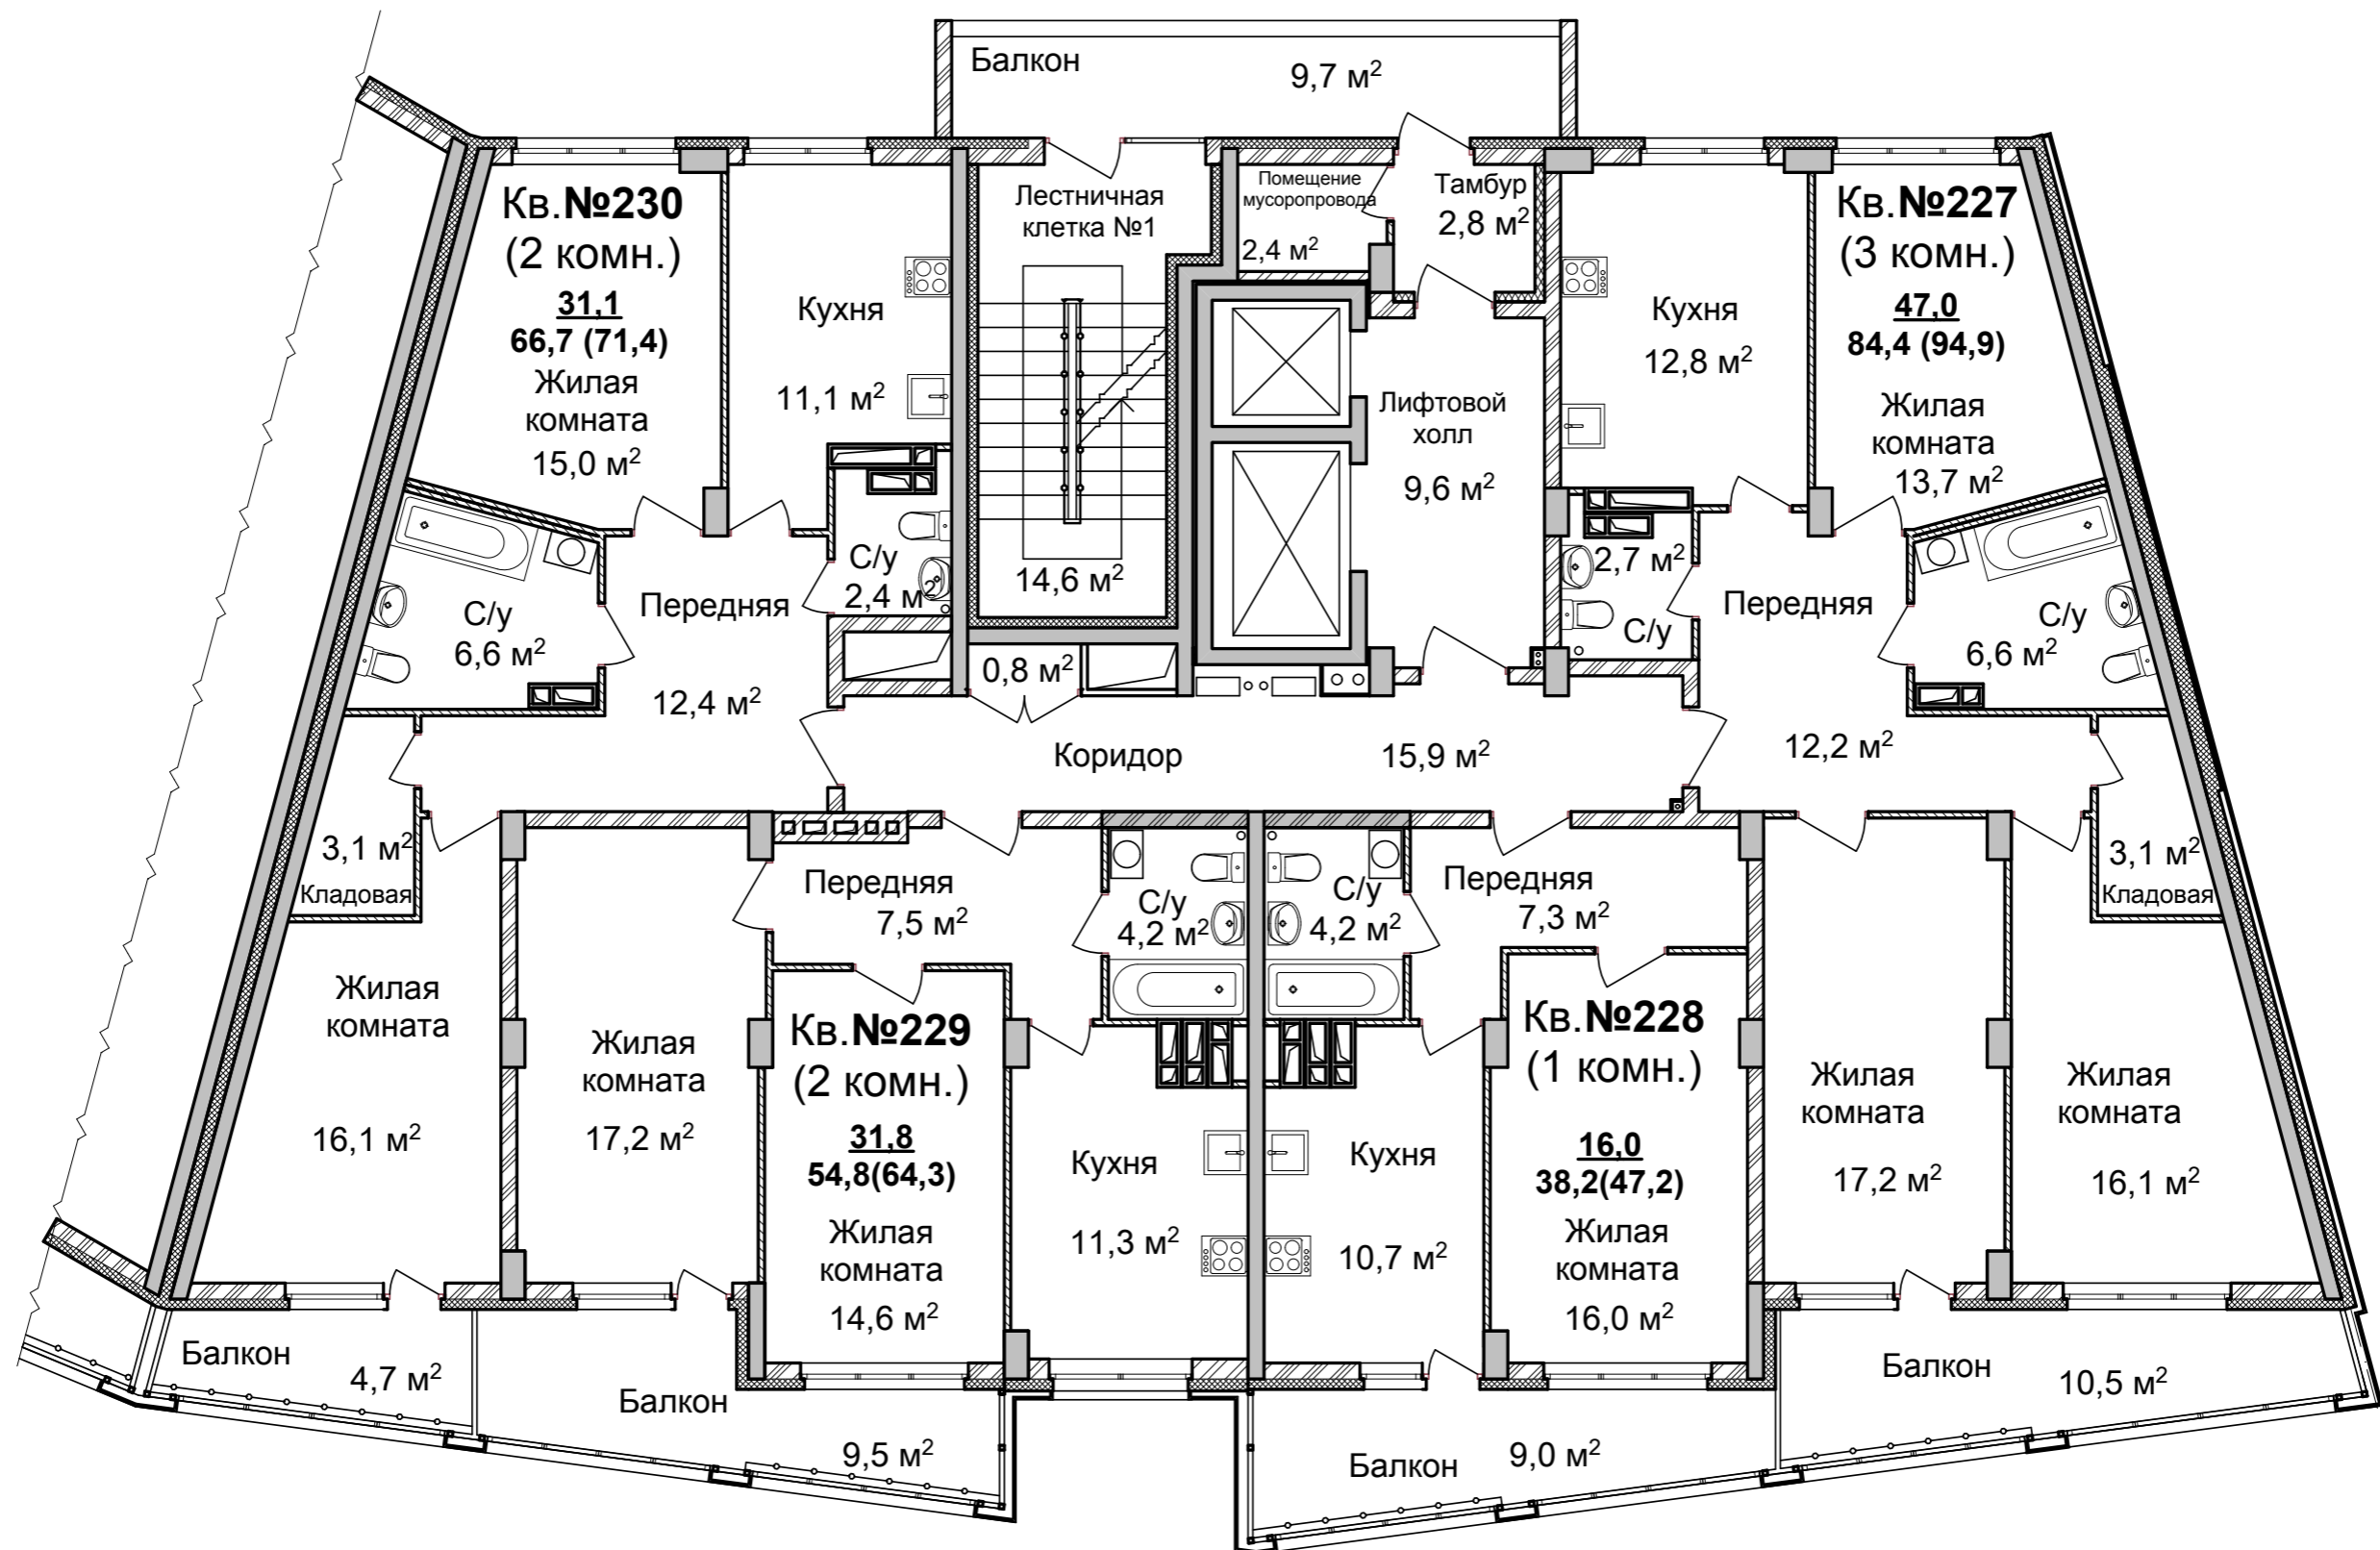 Балкон
9,7 м²
Кв.№230
(2 комн.)
31,1
66,7 (71,4)
Жилая
комната
15,0 м²
Кухня
11,1 м²
Лестничная
клетка №1
14,6 м²
Помещение
мусоропровода
2,4 м²
Тамбур
2,8 м²
Лифтовой
холл
9,6 м²
Кухня
12,8 м²
Кв.№227
(3 комн.)
47,0
84,4 (94,9)
Жилая
комната
13,7 м²
С/у
6,6 м²
Передняя
12,4 м²
С/у
2,4 м²
0,8 м²
2,7 м²
С/у
Передняя
12,2 м²
С/у
6,6 м²
Коридор
15,9 м²
3,1 м²
Кладовая
Передняя
7,5 м²
С/у
4,2 м²
С/у
4,2 м²
Передняя
7,3 м²
3,1 м²
Кладовая
Жилая
комната
16,1 м²
Жилая
комната
17,2 м²
Кв.№229
(2 комн.)
31,8
54,8(64,3)
Жилая
комната
14,6 м²
Кухня
11,3 м²
Кухня
10,7 м²
Кв.№228
(1 комн.)
16,0
38,2(47,2)
Жилая
комната
16,0 м²
Жилая
комната
17,2 м²
Жилая
комната
16,1 м²
Балкон
4,7 м²
Балкон
9,5 м²
Балкон
9,0 м²
Балкон
10,5 м²